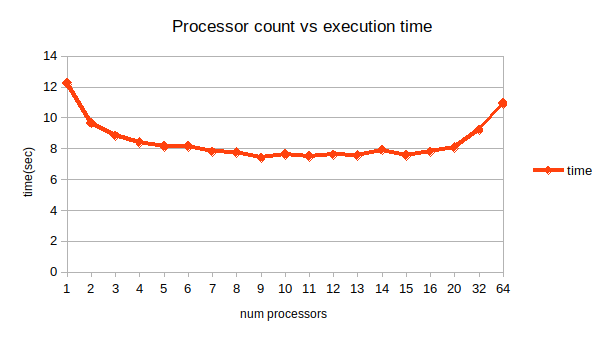 Processor count vs execution time
14
12
10
8
6
4
2
0
time(sec)
1 2 3 4 5 6 7 8 9 10 11 12 13 14 15 16 20 32 64
num processors
time